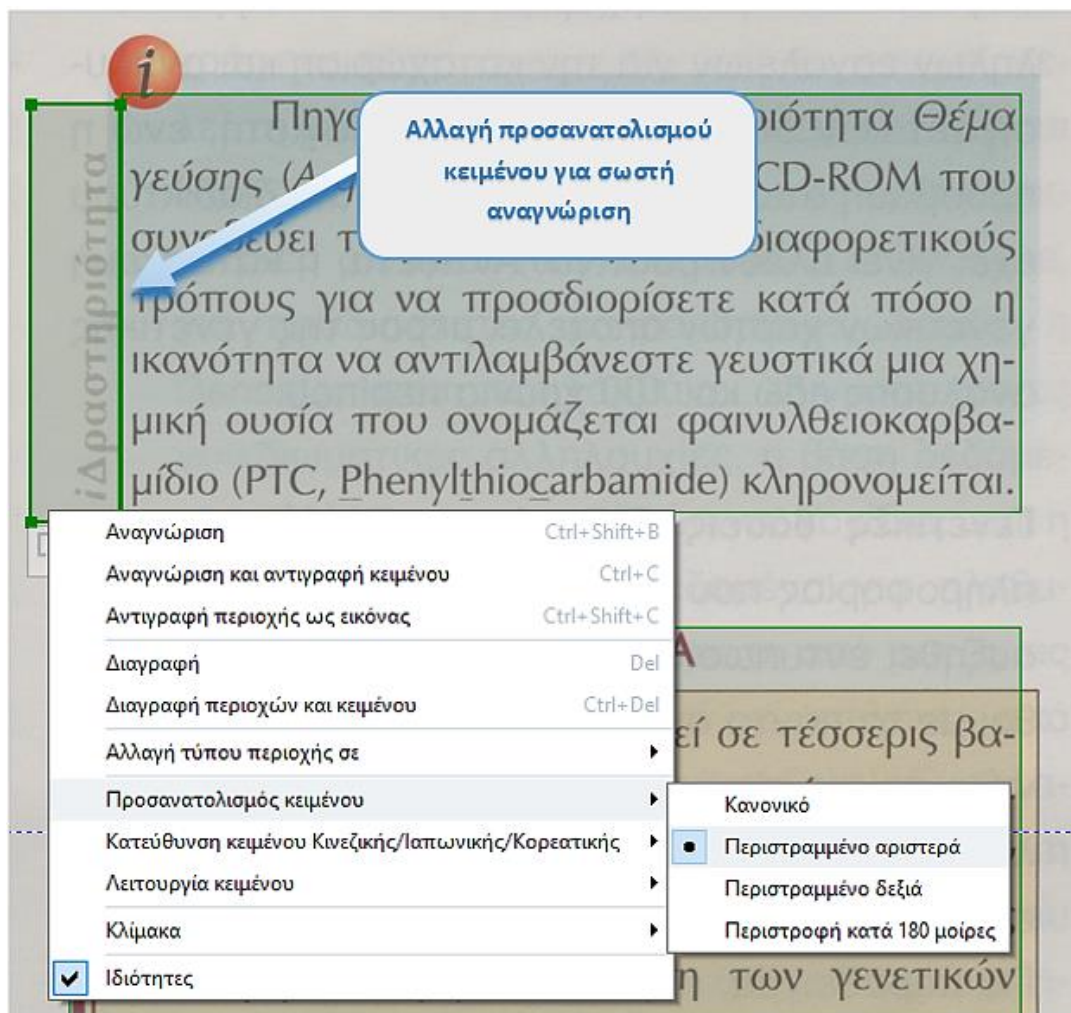 i
Πηγ
ιότητα Θέμα
Αλλαγή προσανατολισμού
κειμένου για σωστή
αναγνώριση
γεύσης (
CD-ROM που
διαφορετικούς
τρόπους για να προσδιορίσετε κατά πόσο η
ικανότητα να αντιλαμβάνεστε γευστικά μια χη-
μική ουσία που ονομάζεται φαινυλθειοκαρβα-
μίδιο (PTC, Phenylthiocarbamide) κληρονομείται.
iΔραστηριότητα
Αναγνώριση Ctrl+Shift+B
Αναγνώριση και αντιγραφή κειμένου Ctrl+C
Αντιγραφή περιοχής ως εικόνας Ctrl+Shift+C
Διαγραφή Del
Διαγραφή περιοχών και κειμένου Ctrl+Del
Αλλαγή τύπου περιοχής σε
Προσανατολισμός κειμένου
Κατεύθυνση κειμένου Κινεζικής/Ιαπωνικής/Κορεατικής
Λειτουργία κειμένου
Κλίμακα
Ιδιότητες
Κανονικό
Περιστραμμένο αριστερά
Περιστραμμένο δεξιά
Περιστροφή κατά 180 μοίρες
Α
εί σε τέσσερις βα-
η των γενετικών